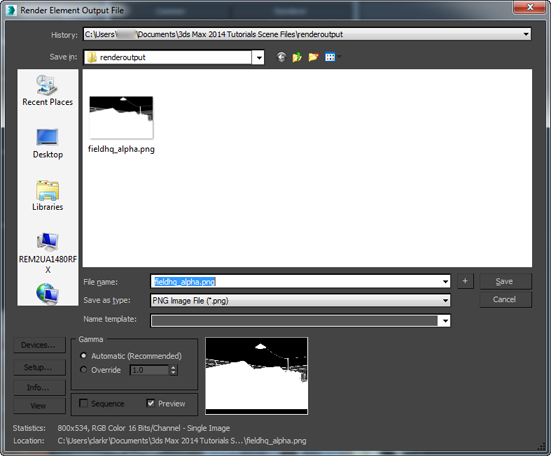 Render Element Output File
History: C:\Users\ \Documents\3ds Max 2014 Tutorials Scene Files\renderoutput
Save in: renderoutput
Recent Places
Desktop
Libraries
REM2UA1480RF
X
fieldhq_alpha.png
File name: fieldhq_alpha.png + Save
Save as type: PNG Image File (*.png) Cancel
Name template:
Devices...
Setup...
Info...
View
Gamma
Automatic (Recommended)
Override 1.0
Sequence Preview
Statistics: 800x534, RGB Color 16 Bits/Channel - Single Image
Location: C:\Users\darkr\Documents\3ds Max 2014 Tutorials S...\fieldhq_alpha.png